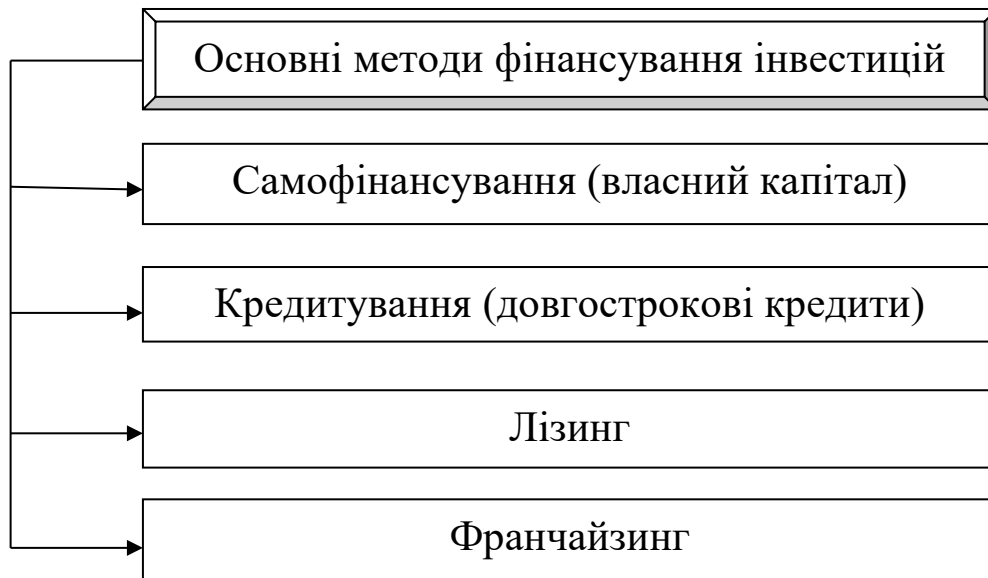 Основні методи фінансування інвестицій
Самофінансування (власний капітал)
Кредитування (довгострокові кредити)
Лізинг
Франчайзинг